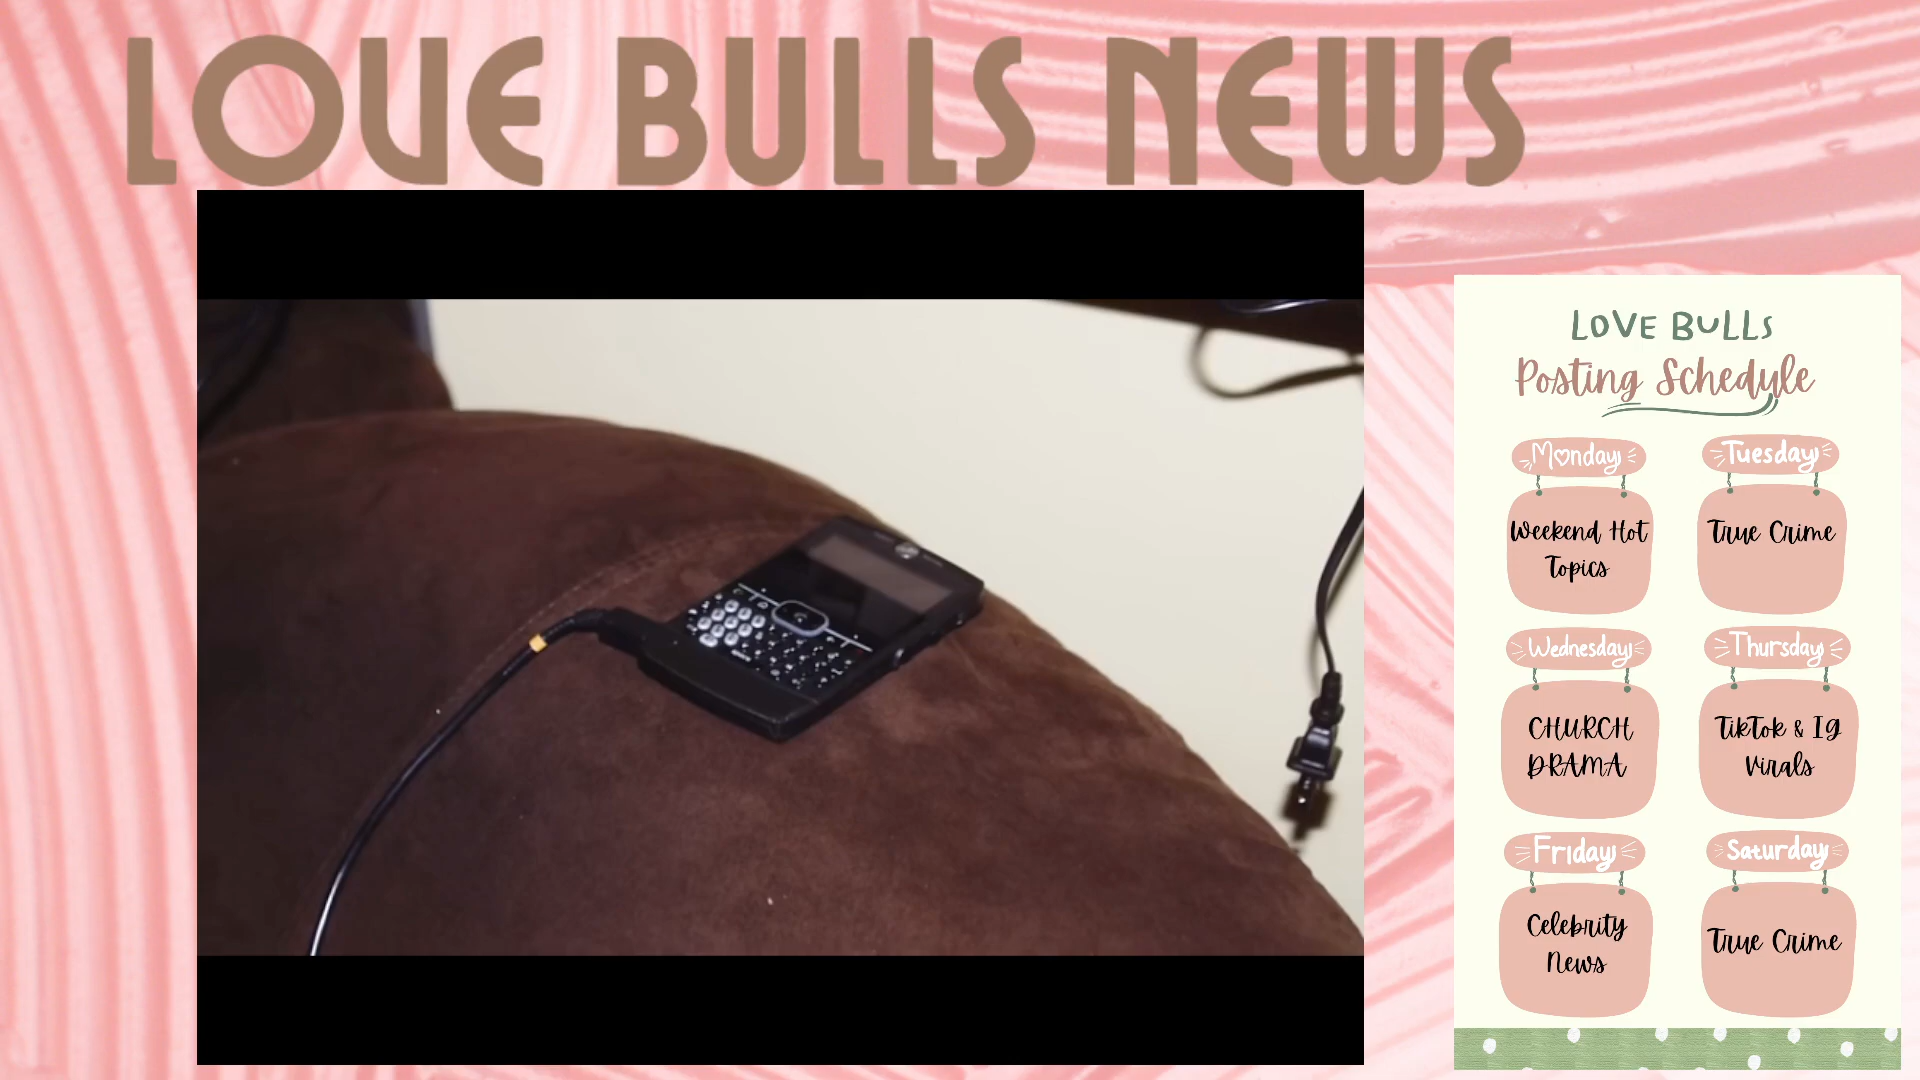 LOVE BULLS NEWS
LOVE BULLS
Posting Schedule
Monday
Weekend Hot
Topics
Tuesday
True Crime
Wednesday
CHURCH
DRAMA
Thursday
TikTok & IG
Virals
Friday
Celebrity
News
Saturday
True Crime